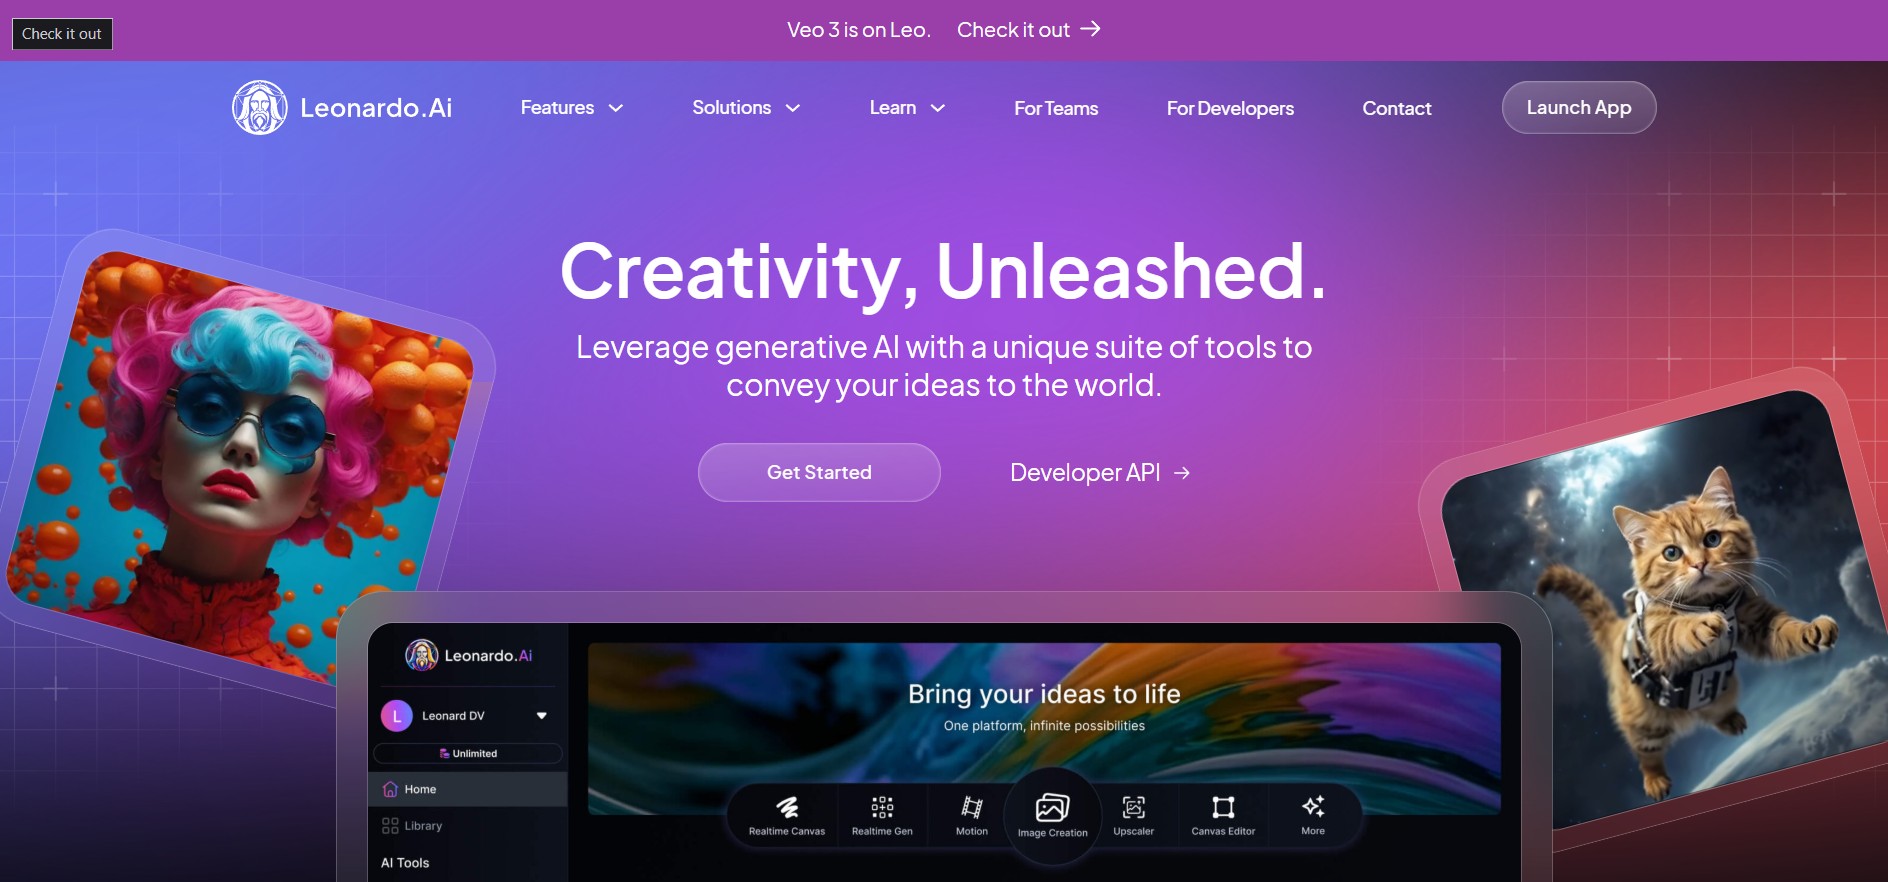 Check it out
Veo 3 is on Leo. Check it out
Leonardo.Ai Features Solutions Learn For Teams For Developers Contact Launch App
Creativity, Unleashed.
Leverage generative AI with a unique suite of tools to
convey your ideas to the world.
Get Started Developer API
Leonardo.Ai
L Leonard DV
Unlimited
Home
Library
AI Tools
Bring your ideas to life
One platform, infinite possibilities
Realtime Canvas Realtime Gen Motion Image Creation Upscaler Canvas Editor More